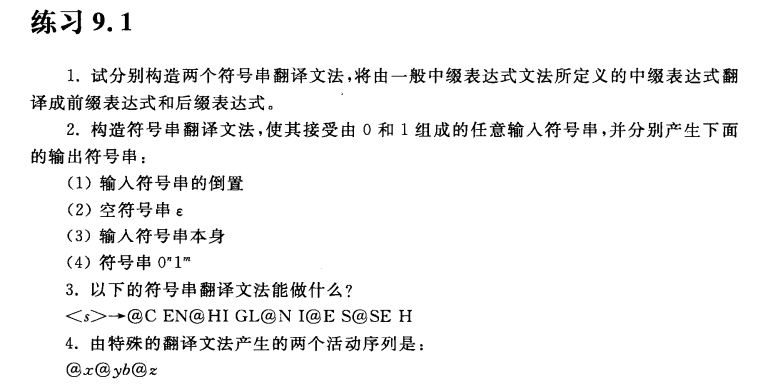 练习 9.1
1. 试分别构造两个符号串翻译文法,将由一般中缀表达式文法所定义的中缀表达式翻
译成前缀表达式和后缀表达式。
2. 构造符号串翻译文法,使其接受由 0 和 1 组成的任意输入符号串,并分别产生下面
的输出符号串:
(1) 输入符号串的倒置
(2) 空符号串 ε
(3) 输入符号串本身
(4) 符号串 0ⁿ1ᵐ
3. 以下的符号串翻译文法能做什么?
<s>→@C EN@HI GL@N I@E S@SE H
4. 由特殊的翻译文法产生的两个活动序列是:
@x@yb@z